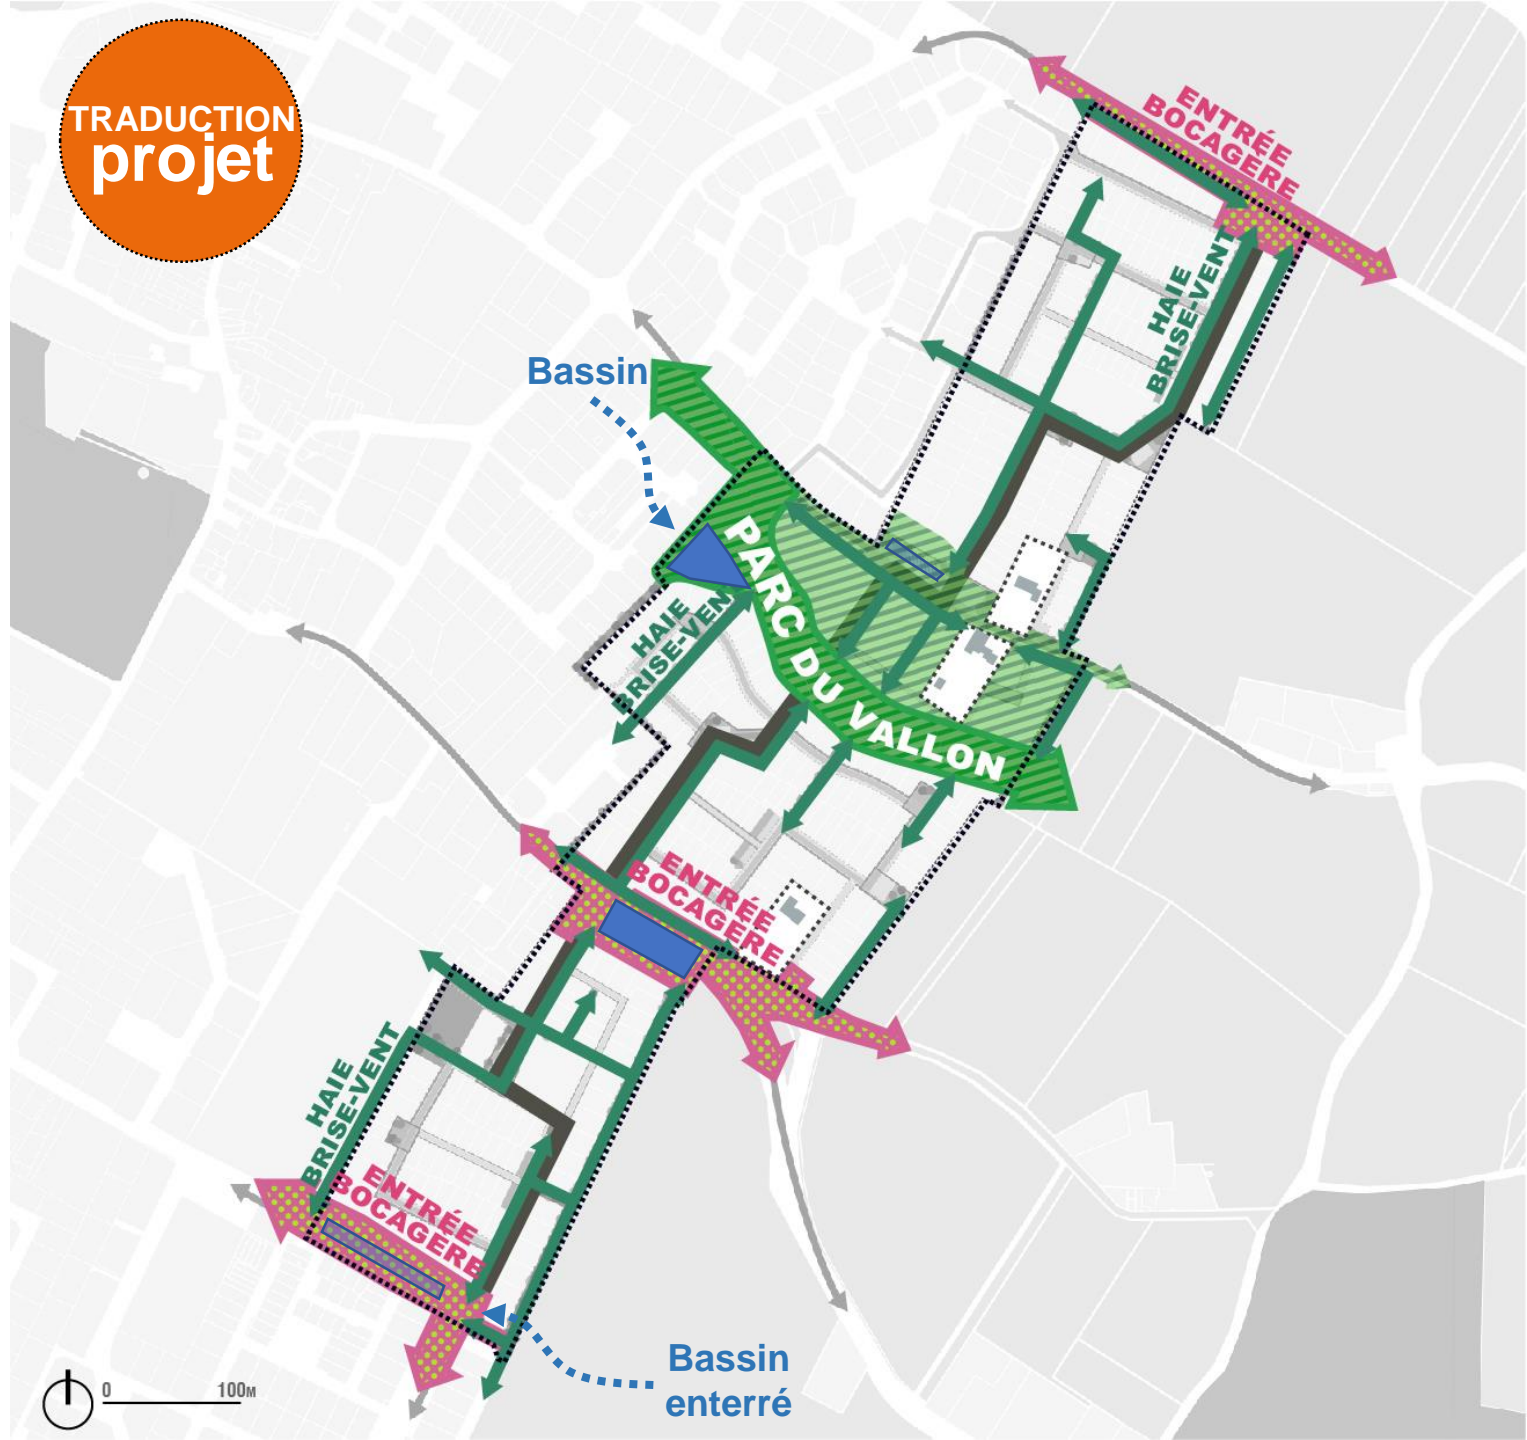 TRADUCTION
projet
ENTRÉE
BOCAGÈRE
HAIE
BRISE-VENT
Bassin
PARC DU VALLON
HAIE
BRISE-VENT
ENTRÉE
BOCAGÈRE
HAIE
BRISE-VENT
ENTRÉE
BOCAGÈRE
Bassin
enterré
0 100M